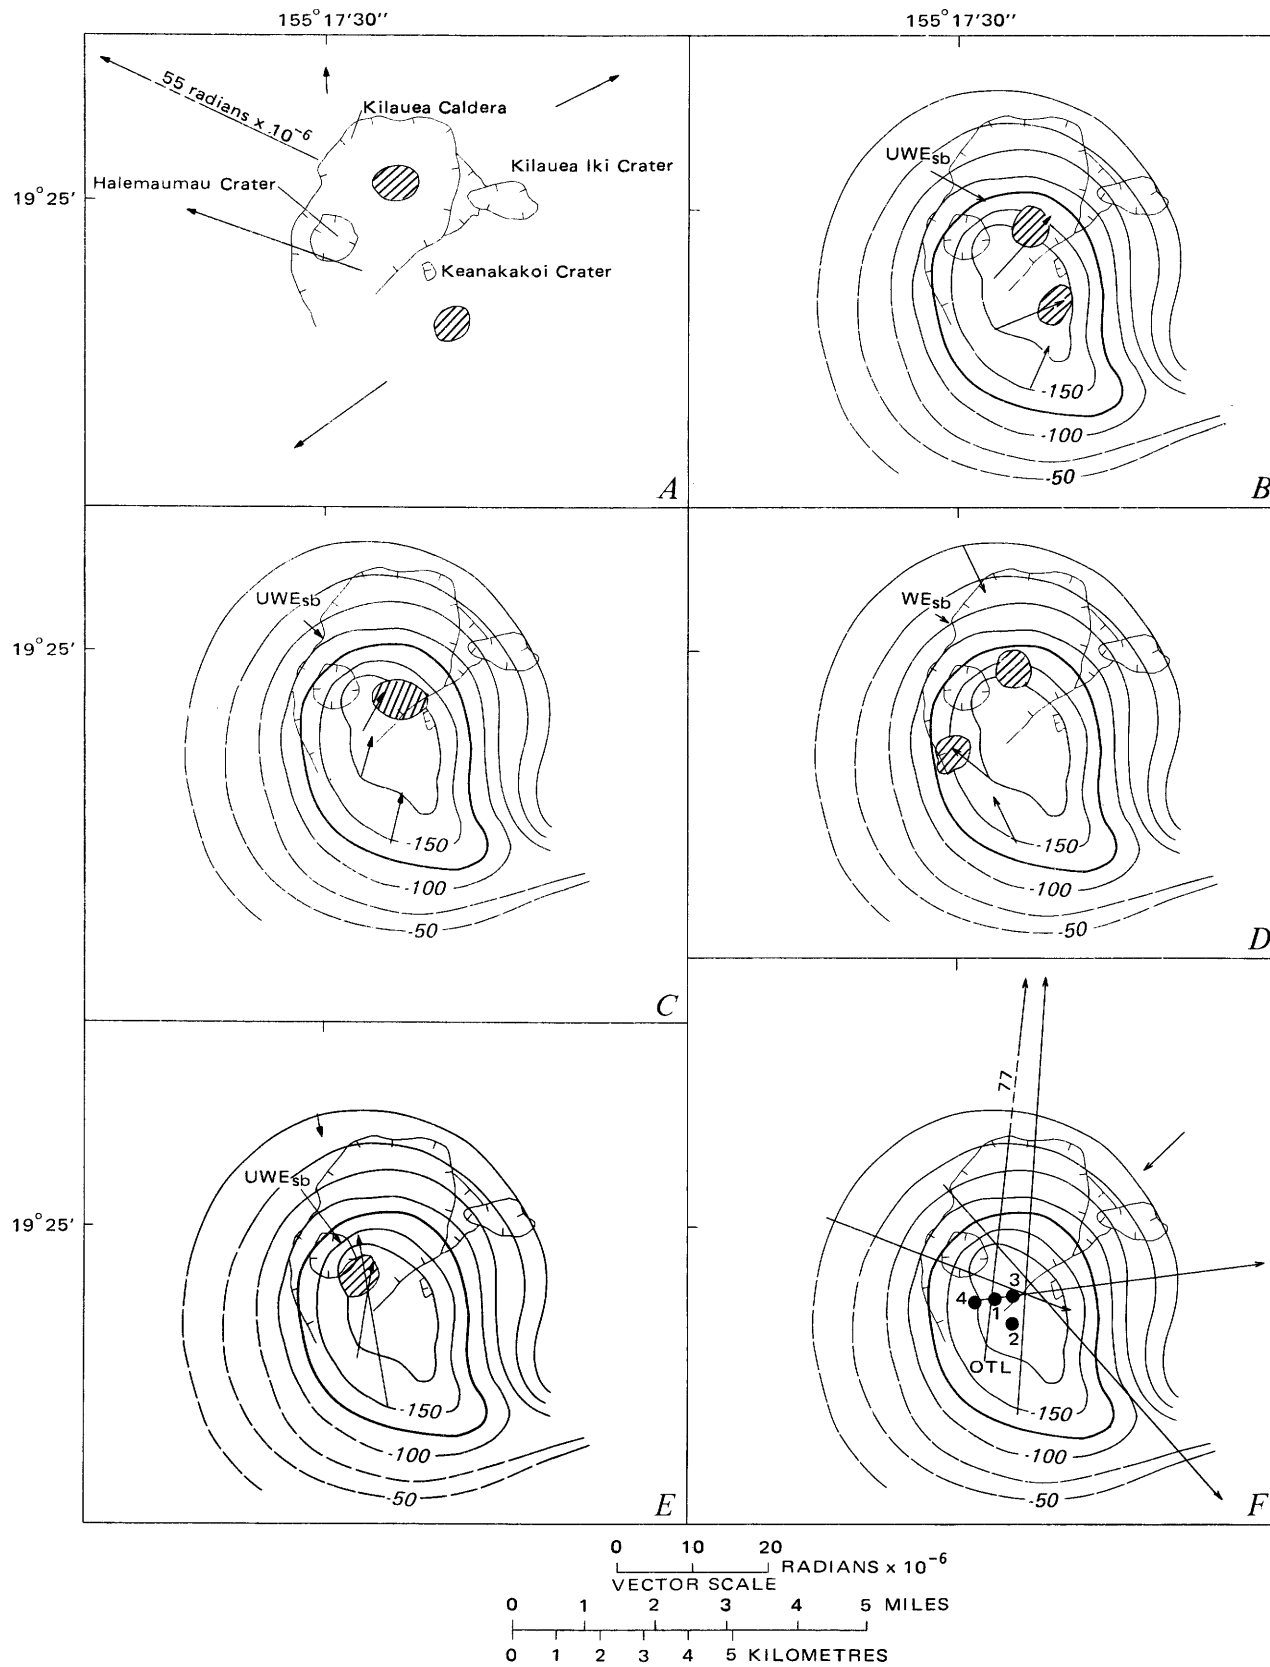 155°17'30''
155°17'30''
55 radians x 10⁻⁶
Kilauea Caldera
Kilauea Iki Crater
19°25'
Halemaumau Crater
Keanakakoi Crater
A
UWEsb
-150
-100
-50
B
UWEsb
19°25'
-150
-100
-50
C
WEsb
-150
-100
-50
D
UWEsb
19°25'
-150
-100
-50
E
77
3
4
1
2
OTL
-150
-100
-50
F
0 10 20 RADIANS x 10⁻⁶
VECTOR SCALE
0 1 2 3 4 5 MILES
0 1 2 3 4 5 KILOMETRES